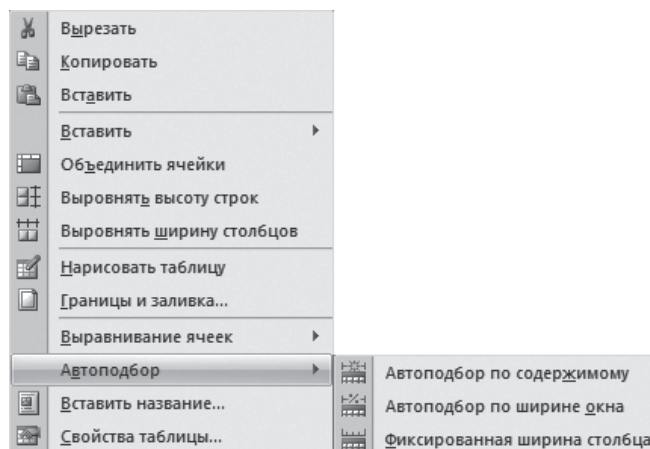 Вырезать
Копировать
Вставить
Вставить
Объединить ячейки
Выровнять высоту строк
Выровнять ширину столбцов
Нарисовать таблицу
Границы и заливка...
Выравнивание ячеек
Автоподбор
Автоподбор по содержимому
Вставить название...
Автоподбор по ширине окна
Свойства таблицы...
Фиксированная ширина столбца